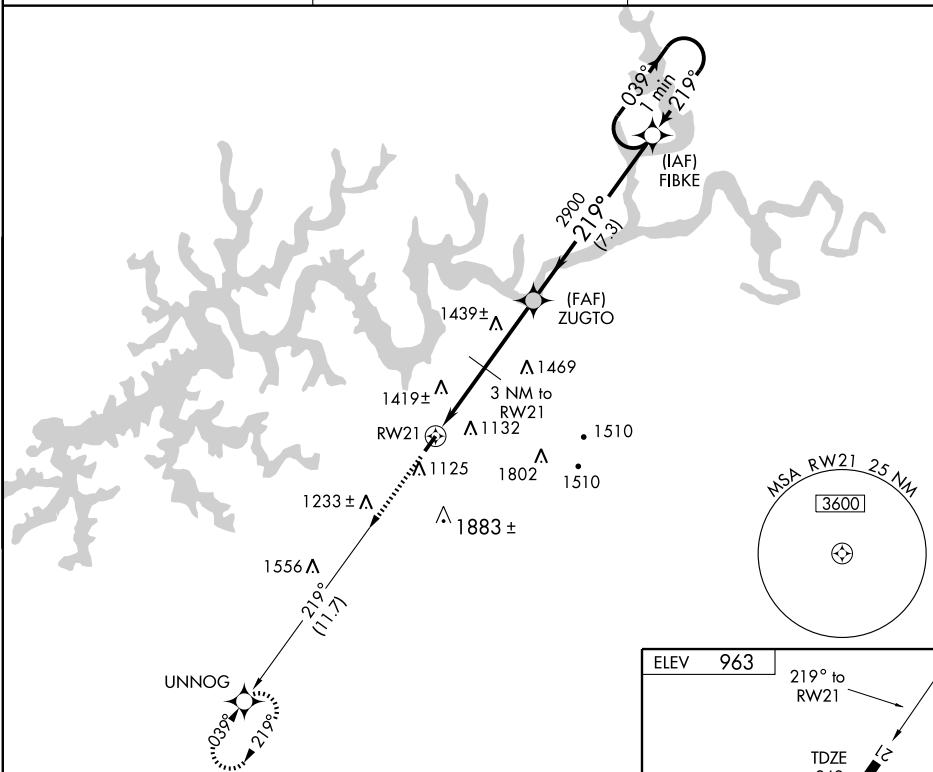 039°
1 min
219°
(IAF)
FIBKE
2900
219°
(7.3)
(FAF)
ZUGTO
1439±
1469
3 NM to
RW21
1419±
RW21
1132
1510
1802
1510
1125
1233 ±
1883 ±
MSA RW21 25 NM
3600
1556
219°
(11.7)
UNNOG
039°
219°
ELEV 963
219° to
RW21
21
TDZE